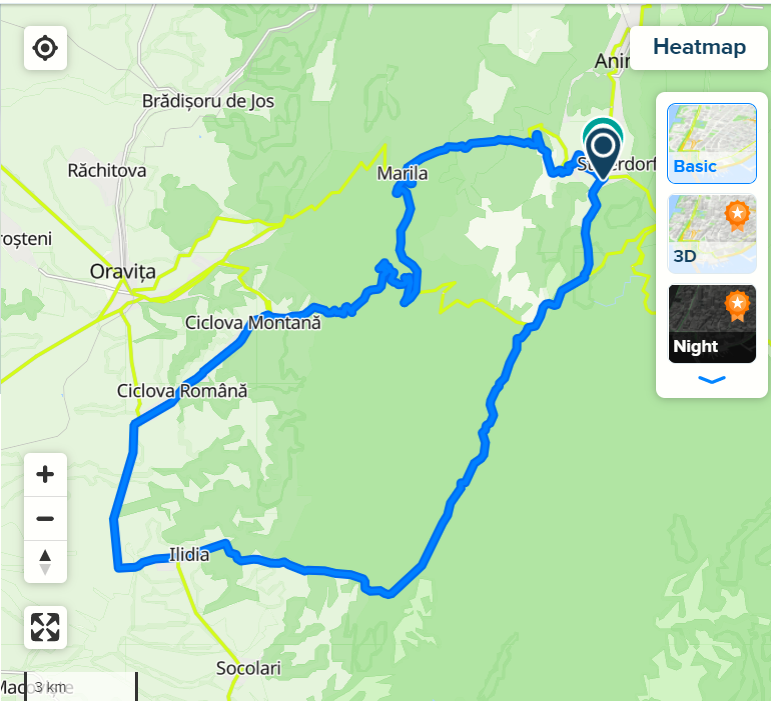 Heatmap
Anin
Brădișoru de Jos
Basic
Răchitova
Marila
Steierdorf
roșteni
Oravița
3D
Ciclova Montană
Night
Ciclova Română
Ilidia
Socolari
3 km